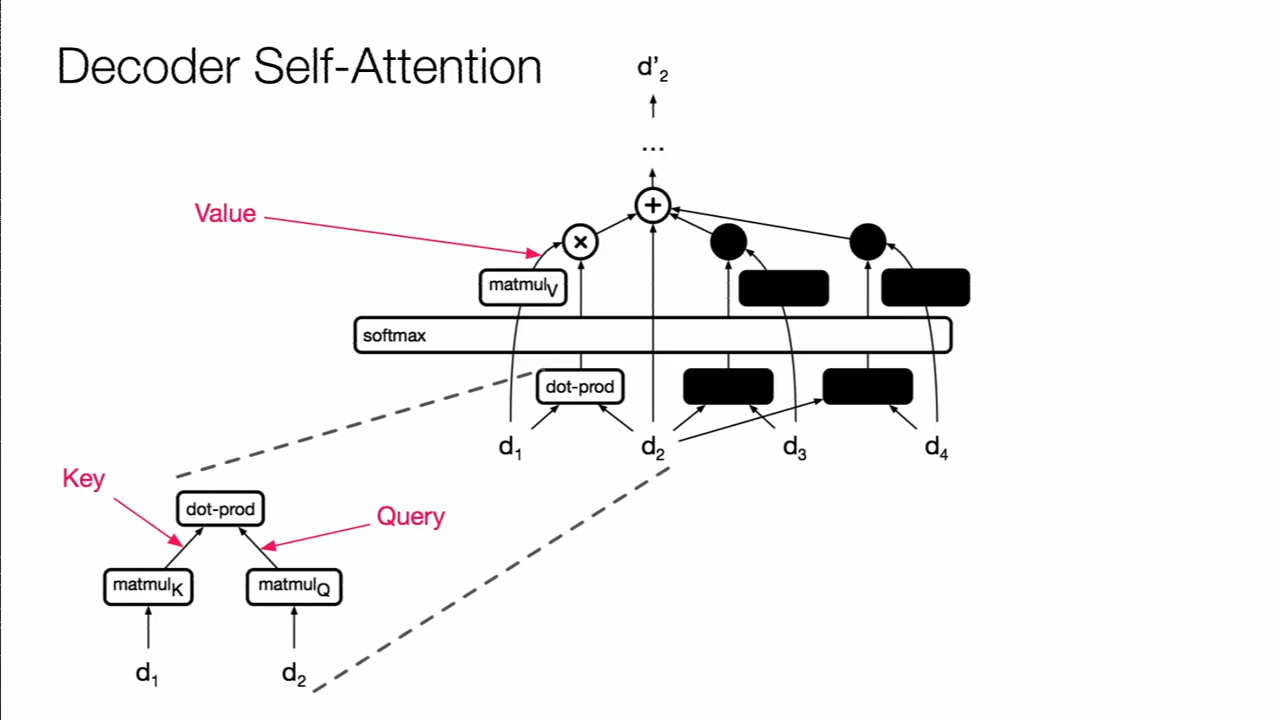 Decoder Self-Attention
d'₂
...
+
Value
×
matmulV
softmax
dot-prod
d₁
d₂
d₃
d₄
Key
dot-prod
Query
matmulK
matmulQ
d₁
d₂